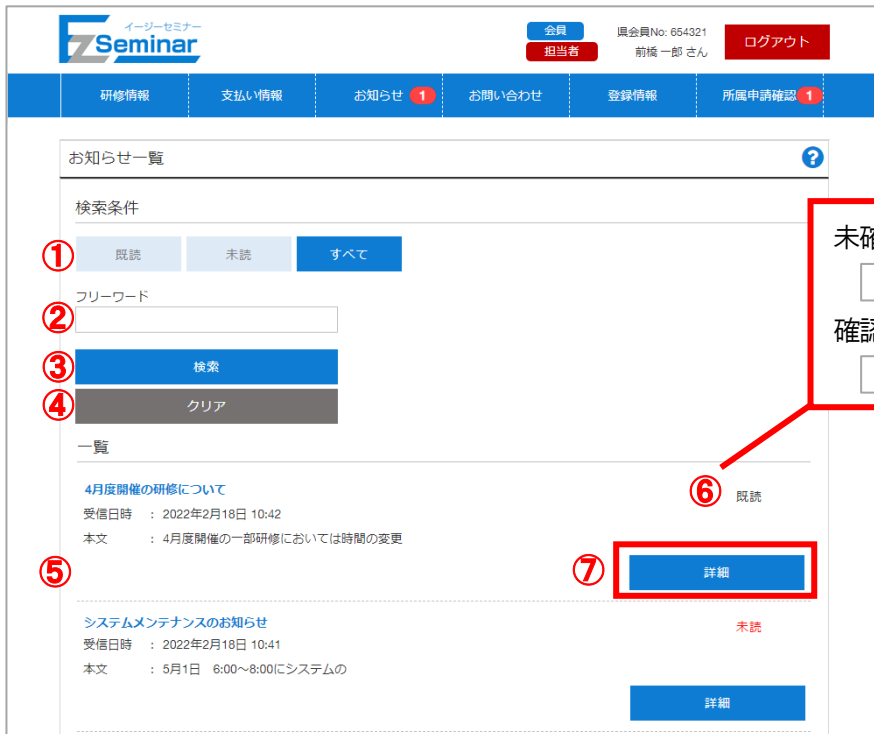 イージーセミナー
Ez Seminar
会員
担当者
県会員No: 654321
前橋 一郎 さん
ログアウト
研修情報 支払い情報 お知らせ 1 お問い合わせ 登録情報 所属申請確認 1
お知らせ一覧 ?
検索条件
① 既読 未読 すべて
フリーワード
②
③ 検索
④ クリア
未確
確認
一覧
4月度開催の研修について ⑥ 既読
受信日時 : 2022年2月18日 10:42
本文 : 4月度開催の一部研修においては時間の変更
⑤ ⑦ 詳細
システムメンテナンスのお知らせ 未読
受信日時 : 2022年2月18日 10:41
本文 : 5月1日 6:00～8:00にシステムの
詳細